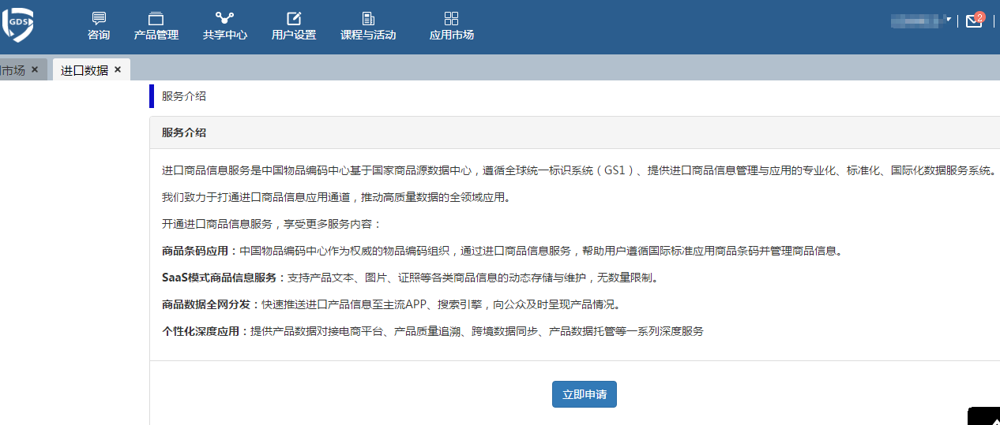 GDS
咨询
产品管理
共享中心
用户设置
课程与活动
应用市场
2
市场 ×
进口数据 ×
服务介绍
服务介绍
进口商品信息服务是中国物品编码中心基于国家商品源数据中心，遵循全球统一标识系统（GS1）、提供进口商品信息管理与应用的专业化、标准化、国际化数据服务系统。
我们致力于打通进口商品信息应用通道，推动高质量数据的全领域应用。
开通进口商品信息服务，享受更多服务内容：
商品条码应用：中国物品编码中心作为权威的物品编码组织，通过进口商品信息服务，帮助用户遵循国际标准应用商品条码并管理商品信息。
SaaS模式商品信息服务：支持产品文本、图片、证照等各类商品信息的动态存储与维护，无数量限制。
商品数据全网分发：快速推送进口产品信息至主流APP、搜索引擎，向公众及时呈现产品情况。
个性化深度应用：提供产品数据对接电商平台、产品质量追溯、跨境数据同步、产品数据托管等一系列深度服务
立即申请